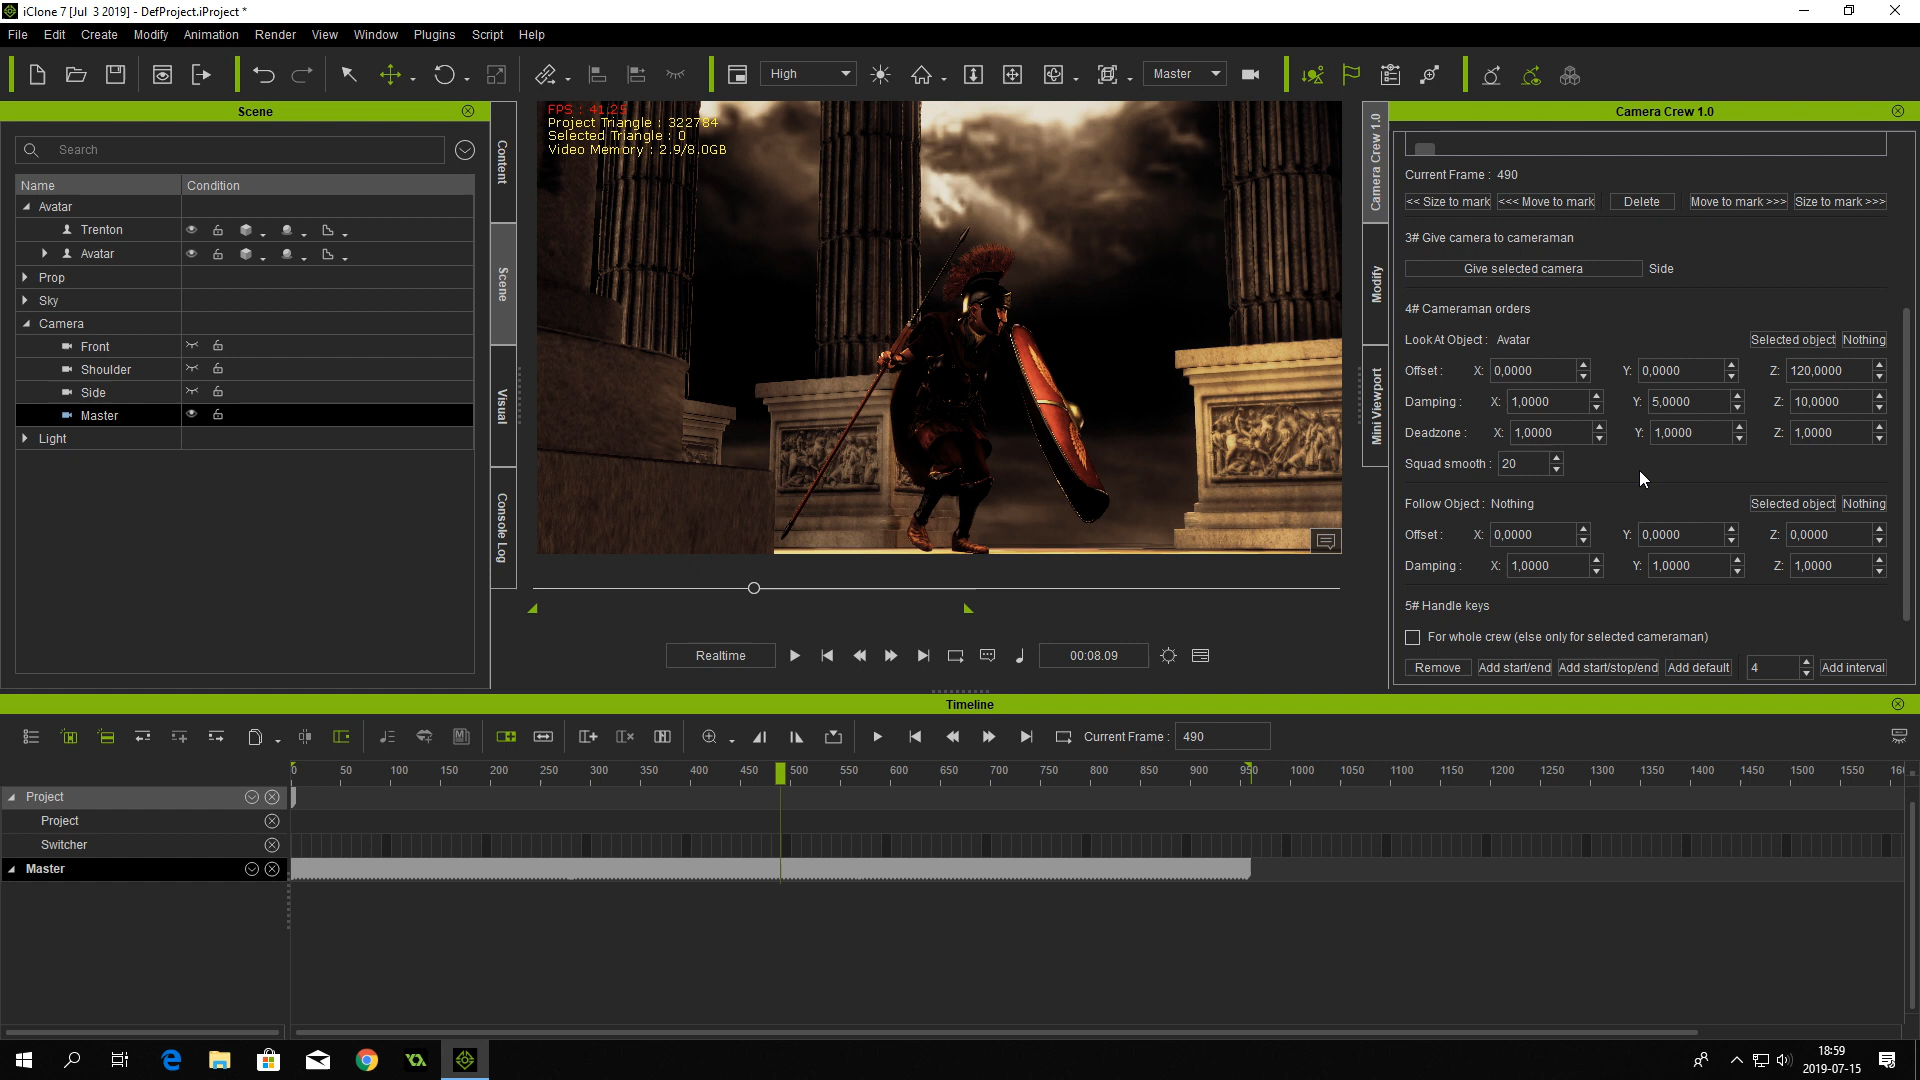 iClone 7 [Jul  3 2019] - DefProject.iProject *
File Edit Create Modify Animation Render View Window Plugins Script Help
High Master
Scene
Search
Name Condition
Avatar
Trenton
Avatar
Prop
Sky
Camera
Front
Shoulder
Side
Master
Light
Content
Scene
Visual
Console Log
FPS : 41.25
Project Triangle : 322784
Selected Triangle : 0
Video Memory : 2.9/8.0GB
Realtime 00:08.09
Camera Crew 1.0
Modify
Mini Viewport
Camera Crew 1.0
Current Frame : 490
<< Size to mark <<< Move to mark Delete Move to mark >>> Size to mark >>>
3# Give camera to cameraman
Give selected camera Side
4# Cameraman orders
Look At Object : Avatar Selected object Nothing
Offset : X: 0,0000 Y: 0,0000 Z: 120,0000
Damping : X: 1,0000 Y: 5,0000 Z: 10,0000
Deadzone : X: 1,0000 Y: 1,0000 Z: 1,0000
Squad smooth : 20
Follow Object : Nothing Selected object Nothing
Offset : X: 0,0000 Y: 0,0000 Z: 0,0000
Damping : X: 1,0000 Y: 1,0000 Z: 1,0000
5# Handle keys
For whole crew (else only for selected cameraman)
Remove Add start/end Add start/stop/end Add default 4 Add interval
Timeline
Current Frame : 490
0 50 100 150 200 250 300 350 400 450 500 550 600 650 700 750 800 850 900 950 1000 1050 1100 1150 1200 1250 1300 1350 1400 1450 1500 1550
Project
Project
Switcher
Master
18:59
2019-07-15